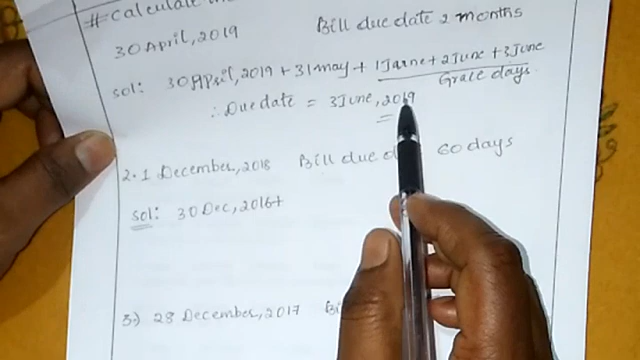 #calculate
30 April, 2019 Bill due date 2 months
sol: 30 April, 2019 + 31 may + 1 June + 2 June + 3 June
Grace days
∴ Due date = 3 June, 2019
2. 1 December, 2018 Bill due 60 days
sol: 30 Dec, 2016+
3) 28 December, 2017